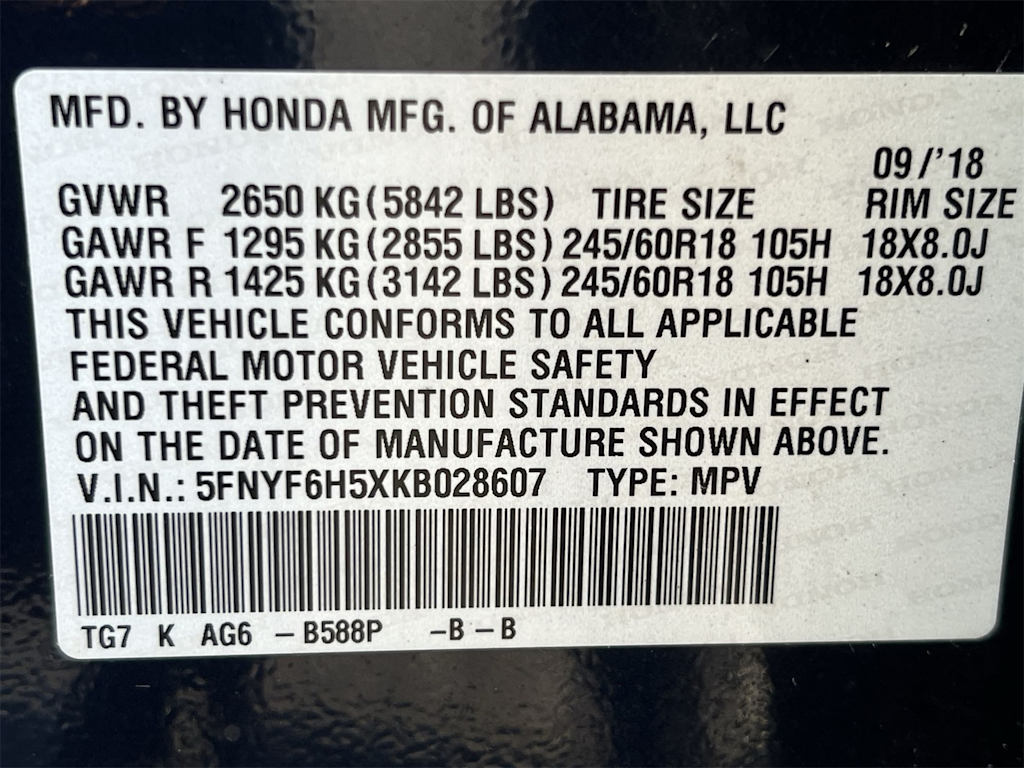 MFD. BY HONDA MFG. OF ALABAMA, LLC
09/'18
GVWR 2650 KG (5842 LBS) TIRE SIZE RIM SIZE
GAWR F 1295 KG (2855 LBS) 245/60R18 105H 18X8.0J
GAWR R 1425 KG (3142 LBS) 245/60R18 105H 18X8.0J
THIS VEHICLE CONFORMS TO ALL APPLICABLE
FEDERAL MOTOR VEHICLE SAFETY
AND THEFT PREVENTION STANDARDS IN EFFECT
ON THE DATE OF MANUFACTURE SHOWN ABOVE.
V.I.N.: 5FNYF6H5XKB028607 TYPE: MPV
TG7 K AG6 -B588P -B-B